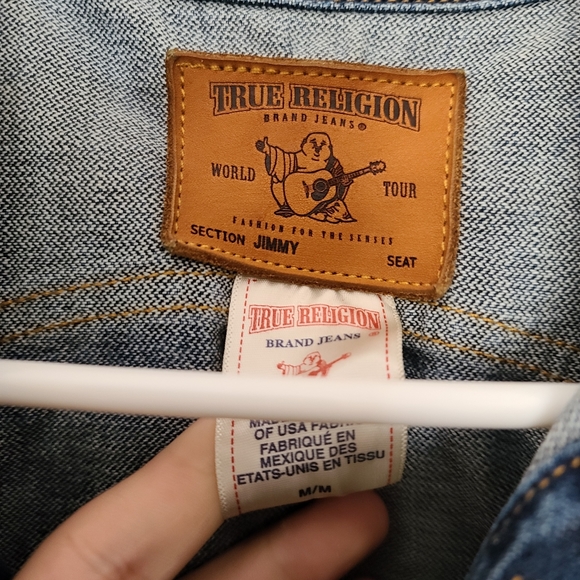 TRUE RELIGION
BRAND JEANS®
WORLD TOUR
FASHION FOR THE SENSES
SECTION JIMMY SEAT
TRUE RELIGION
BRAND JEANS
OF USA FABRIC
FABRIQUÉ EN
MEXIQUE DES
ETATS-UNIS EN TISSU
M/M